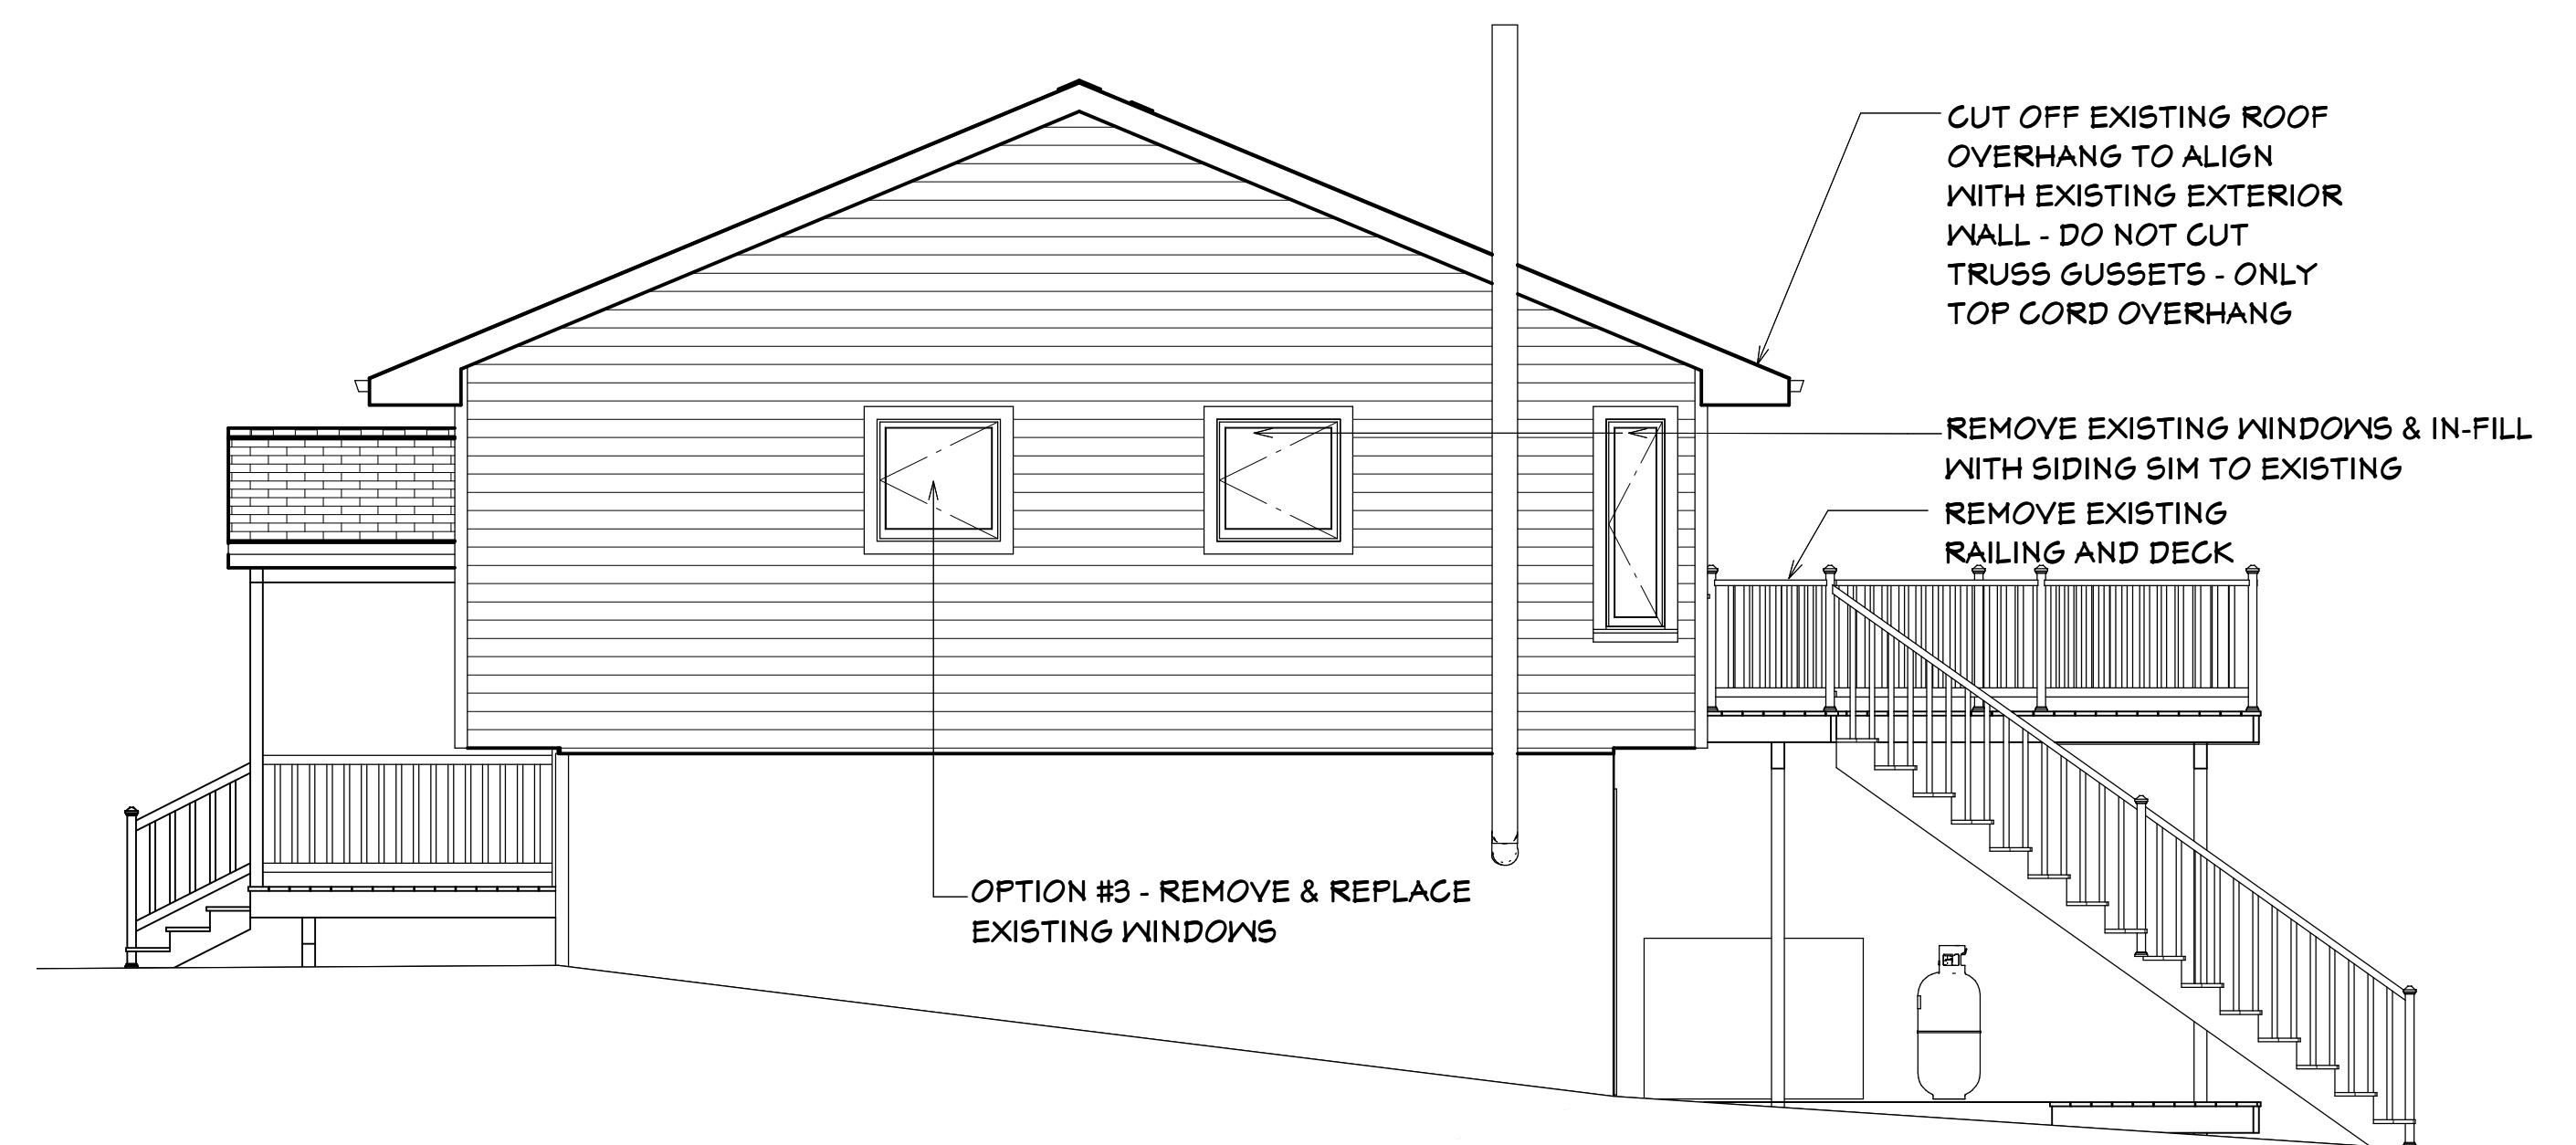 CUT OFF EXISTING ROOF
OVERHANG TO ALIGN
WITH EXISTING EXTERIOR
WALL - DO NOT CUT
TRUSS GUSSETS - ONLY
TOP CORD OVERHANG
REMOVE EXISTING WINDOWS & IN-FILL
WITH SIDING SIM TO EXISTING
REMOVE EXISTING
RAILING AND DECK
OPTION #3 - REMOVE & REPLACE
EXISTING WINDOWS